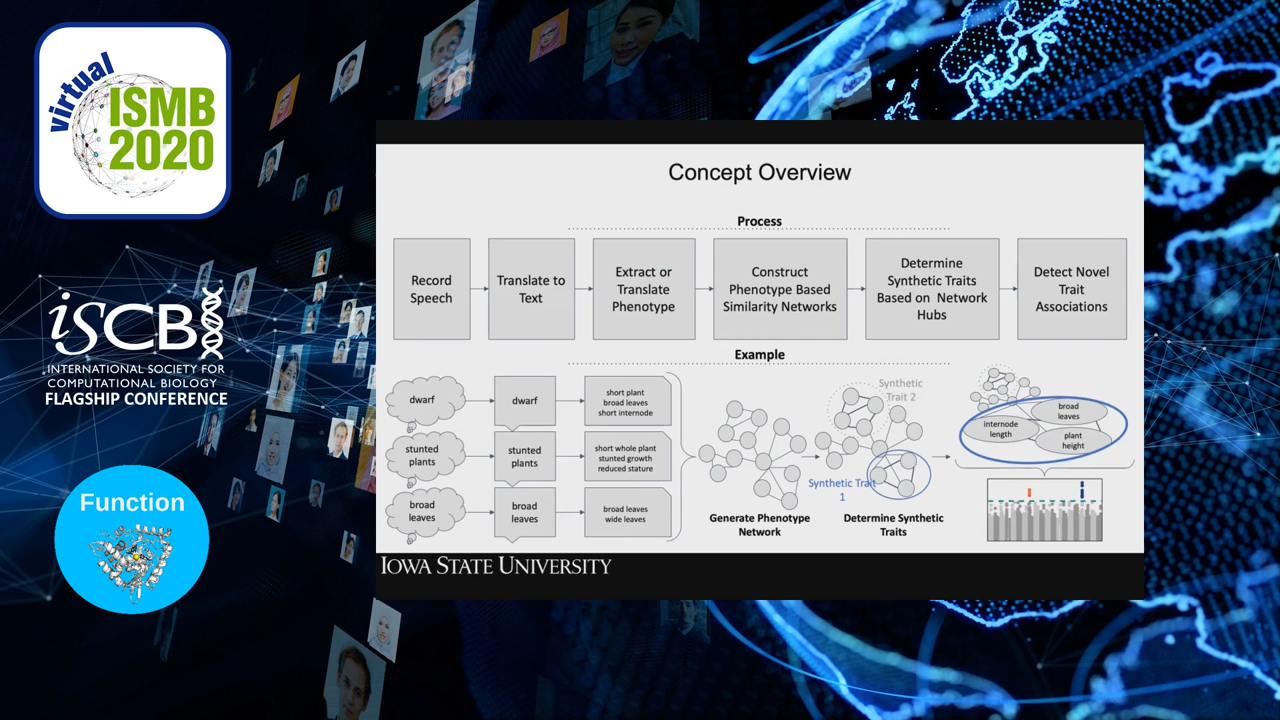 virtual
ISMB
2020
iSCB
INTERNATIONAL SOCIETY FOR
COMPUTATIONAL BIOLOGY
FLAGSHIP CONFERENCE
Function
Concept Overview
Process
Record
Speech
Translate to
Text
Extract or
Translate
Phenotype
Construct
Phenotype Based
Similarity Networks
Determine
Synthetic Traits
Based on Network
Hubs
Detect Novel
Trait
Associations
Example
dwarf
dwarf
short plant
broad leaves
short internode
stunted
plants
stunted
plants
short whole plant
stunted growth
reduced stature
broad
leaves
broad
leaves
broad leaves
wide leaves
Generate Phenotype
Network
Synthetic
Trait 2
Synthetic Trait
1
Determine Synthetic
Traits
broad
leaves
internode
length
plant
height
IOWA STATE UNIVERSITY